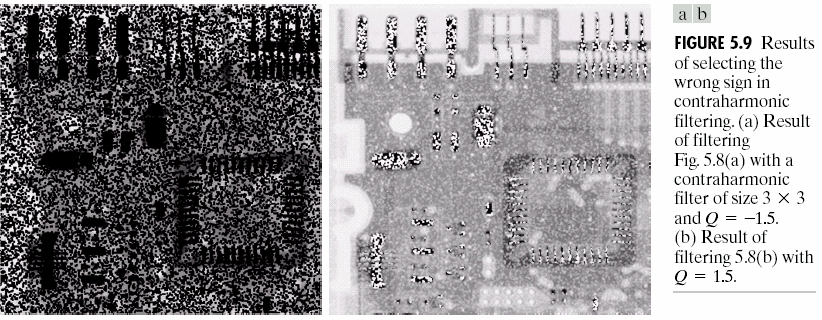 a b
FIGURE 5.9 Results
of selecting the
wrong sign in
contraharmonic
filtering. (a) Result
of filtering
Fig. 5.8(a) with a
contraharmonic
filter of size 3 × 3
and Q = −1.5.
(b) Result of
filtering 5.8(b) with
Q = 1.5.